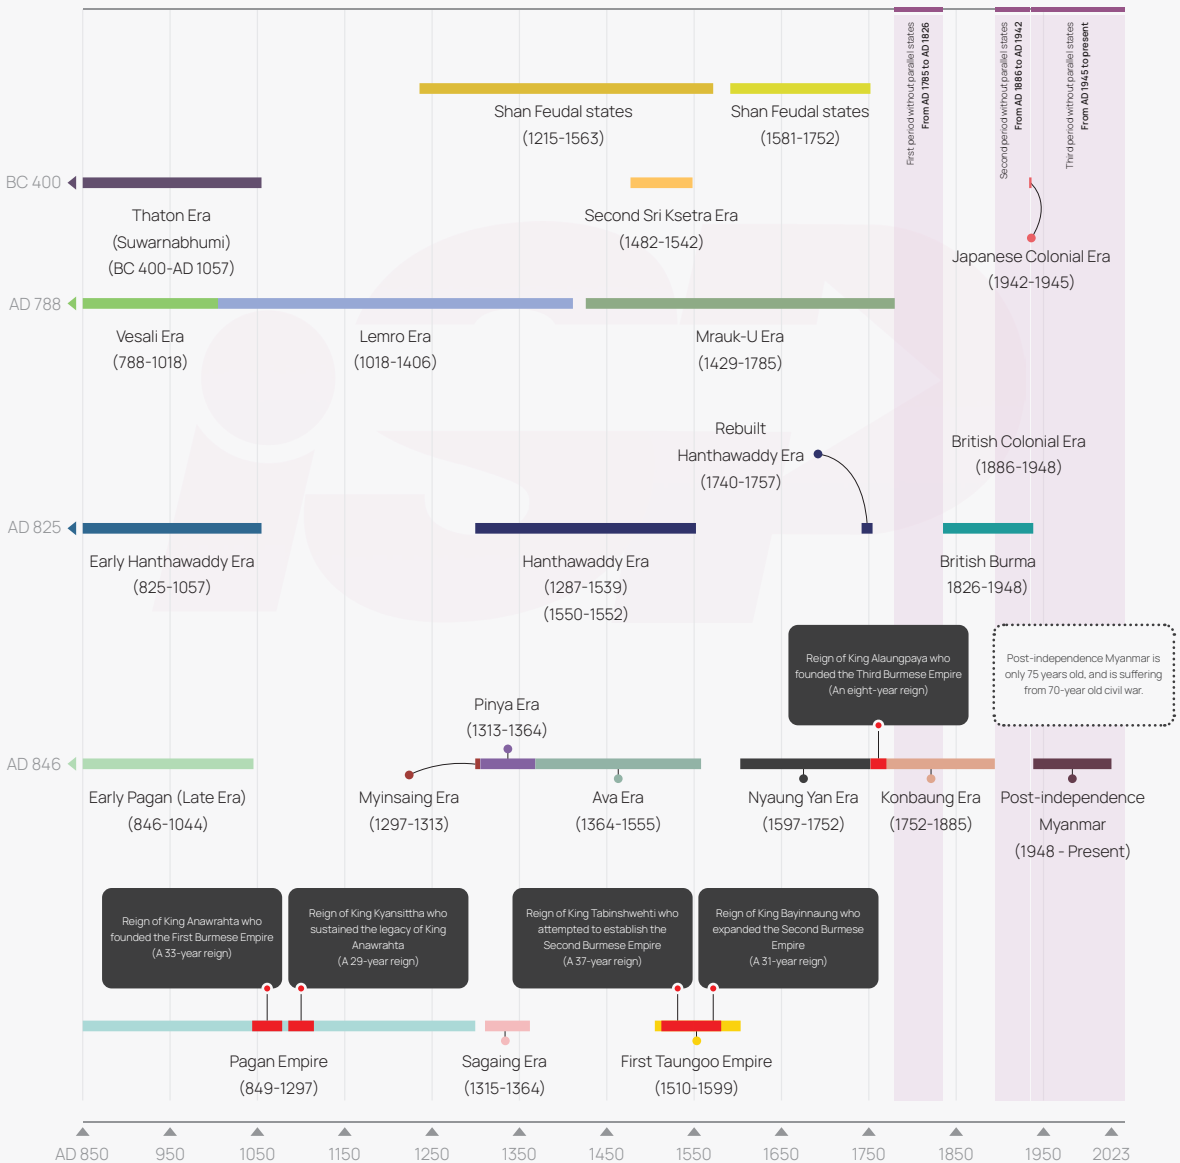 First period without parallel states
From AD 1785 to AD 1826
Second period without parallel states
From AD 1886 to AD 1942
Third period without parallel states
From AD 1945 to present
Shan Feudal states
(1215-1563)
Shan Feudal states
(1581-1752)
BC 400
Thaton Era
(Suwarnabhumi)
(BC 400-AD 1057)
Second Sri Ksetra Era
(1482-1542)
Japanese Colonial Era
(1942-1945)
AD 788
Vesali Era
(788-1018)
Lemro Era
(1018-1406)
Mrauk-U Era
(1429-1785)
Rebuilt
Hanthawaddy Era
(1740-1757)
British Colonial Era
(1886-1948)
AD 825
Early Hanthawaddy Era
(825-1057)
Hanthawaddy Era
(1287-1539)
(1550-1552)
British Burma
1826-1948)
Reign of King Alaungpaya who
founded the Third Burmese Empire
(An eight-year reign)
Post-independence Myanmar is
only 75 years old, and is suffering
from 70-year old civil war.
Pinya Era
(1313-1364)
AD 846
Early Pagan (Late Era)
(846-1044)
Myinsaing Era
(1297-1313)
Ava Era
(1364-1555)
Nyaung Yan Era
(1597-1752)
Konbaung Era
(1752-1885)
Post-independence
Myanmar
(1948 - Present)
Reign of King Anawrahta who
founded the First Burmese Empire
(A 33-year reign)
Reign of King Kyansittha who
sustained the legacy of King
Anawrahta
(A 29-year reign)
Reign of King Tabinshwehti who
attempted to establish the
Second Burmese Empire
(A 37-year reign)
Reign of King Bayinnaung who
expanded the Second Burmese
Empire
(A 31-year reign)
Pagan Empire
(849-1297)
Sagaing Era
(1315-1364)
First Taungoo Empire
(1510-1599)
AD 850
950
1050
1150
1250
1350
1450
1550
1650
1750
1850
1950
2023